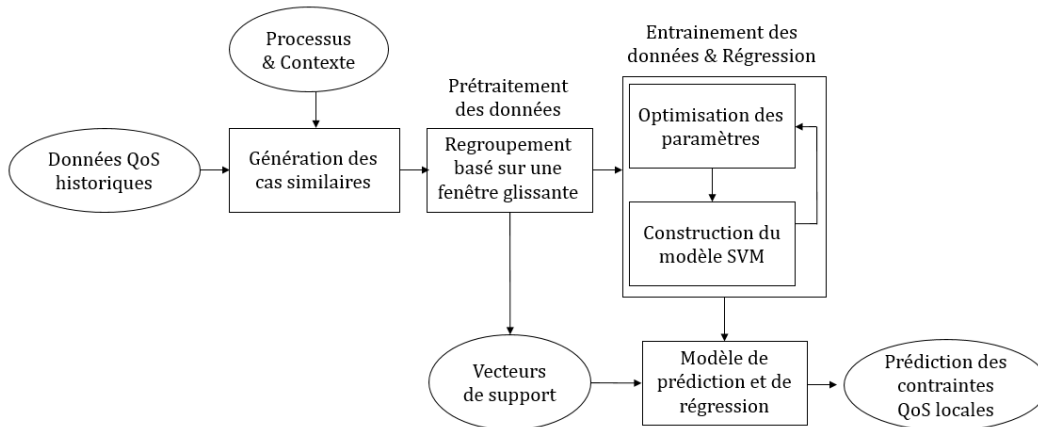 Processus
& Contexte
Entrainement des
données & Régression
Prétraitement
des données
Optimisation des
paramètres
Données QoS
historiques
Génération des
cas similaires
Regroupement
basé sur une
fenêtre glissante
Construction du
modèle SVM
Vecteurs
de support
Modèle de
prédiction et de
régression
Prédiction des
contraintes
QoS locales